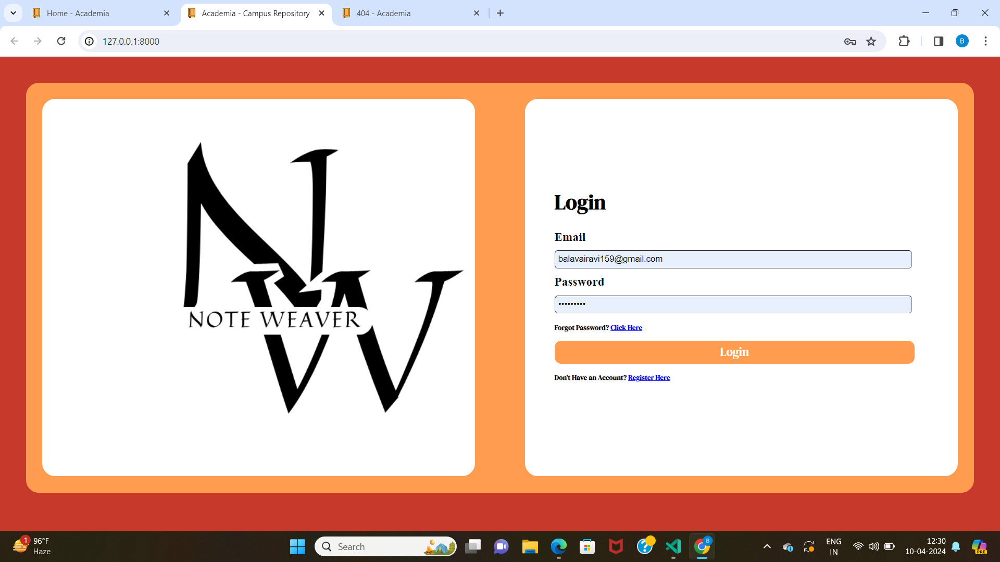 Home - Academia
Academia - Campus Repository
404 - Academia
127.0.0.1:8000
B
NW
NOTE WEAVER
Login
Email
balavairavi159@gmail.com
Password
•••••••••
Forgot Password? Click Here
Login
Don't Have an Account? Register Here
1
96°F
Haze
Search
B
ENG
IN
12:30
10-04-2024
PRE